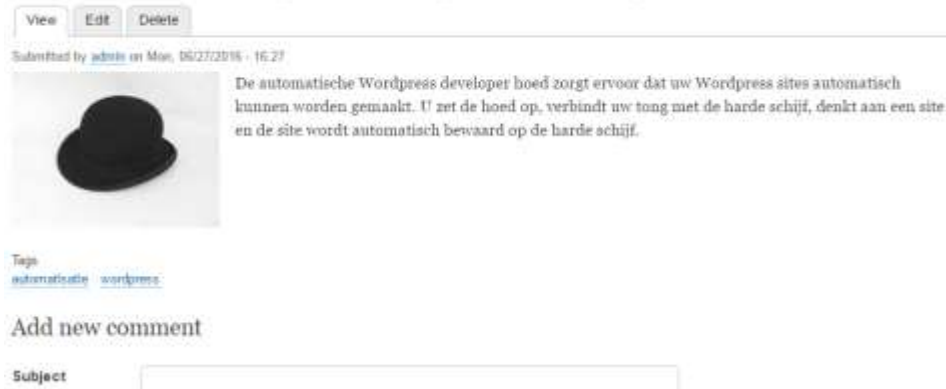 View Edit Delete
Submitted by admin on Mon, 06/27/2016 - 16:27
De automatische Wordpress developer hoed zorgt ervoor dat uw Wordpress sites automatisch
kunnen worden gemaakt. U zet de hoed op, verbindt uw tong met de harde schijf, denkt aan een site
en de site wordt automatisch bewaard op de harde schijf.
Tags
automatisatie wordpress
Add new comment
Subject